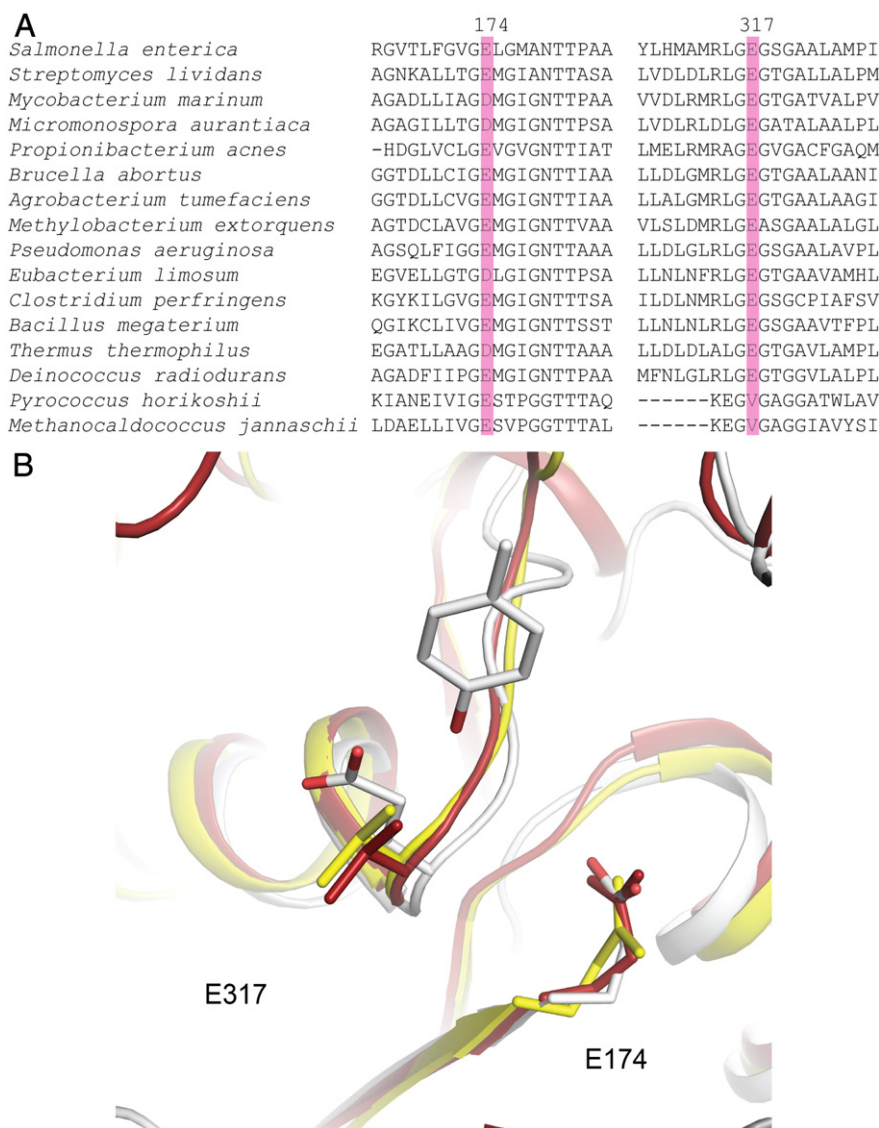 A
174 317
Salmonella enterica RGVTLFGVGELGMANTTPAA YLHMAMRLGEGSGAALAMPI
Streptomyces lividans AGNKALLTGEMGIANTTASA LVDLDLRLGEGTGALLALPM
Mycobacterium marinum AGADLLIAGDMGIGNTTPAA VVDLRMRLGEGTGATVALPV
Micromonospora aurantiaca AGAGILLTGDMGIGNTTPSA LVDLRLDLGEGATALAALPL
Propionibacterium acnes -HDGLVCLGEVGVGNTTIAT LMELRMRAGEGVGACFGAQM
Brucella abortus GGTDLLCIGEMGIGNTTIAA LLDLGMRLGEGTGAALAANI
Agrobacterium tumefaciens GGTDLLCVGEMGIGNTTIAA LLALGMRLGEGTGAALAAGI
Methylobacterium extorquens AGTDCLAVGEMGIGNTTVAA VLSLDMRLGEASGAALALGL
Pseudomonas aeruginosa AGSQLFIGGEMGIGNTTAAA LLDLGLRLGEGSGAALAVPL
Eubacterium limosum EGVELLGTGDLGIGNTTPSA LLNLNFRLGEGTGAAVAMHL
Clostridium perfringens KGYKILGVGEMGIGNTTTSA ILDLNMRLGEGSGCPIAFSV
Bacillus megaterium QGIKCLIVGEMGIGNTTSST LLNLNLRLGEGSGAAVTFPL
Thermus thermophilus EGATLLAAGDMGIGNTTAAA LLDLDLALGEGTGAVLAMPL
Deinococcus radiodurans AGADFIIPGEMGIGNTTPAA MFNLGLRLGEGTGGVLALPL
Pyrococcus horikoshii KIANEIVIGESTPGGTTTAQ ------KEGVGAGGATWLAV
Methanocaldococcus jannaschii LDAELLIVGESVPGGTTTAL ------KEGVGAGGIAVYSI
B
E317
E174